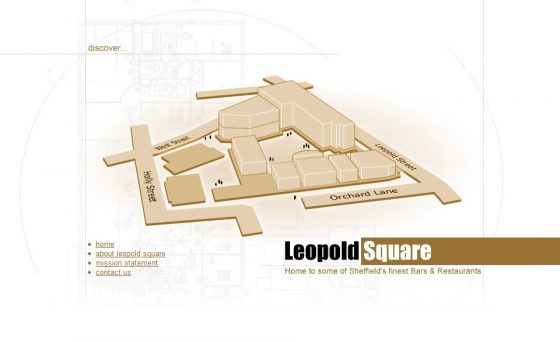 discover...
West Street
Leopold Street
Holly Street
Orchard Lane
home
about leopold square
mission statement
contact us
Leopold Square
Home to some of Sheffield's finest Bars & Restaurants